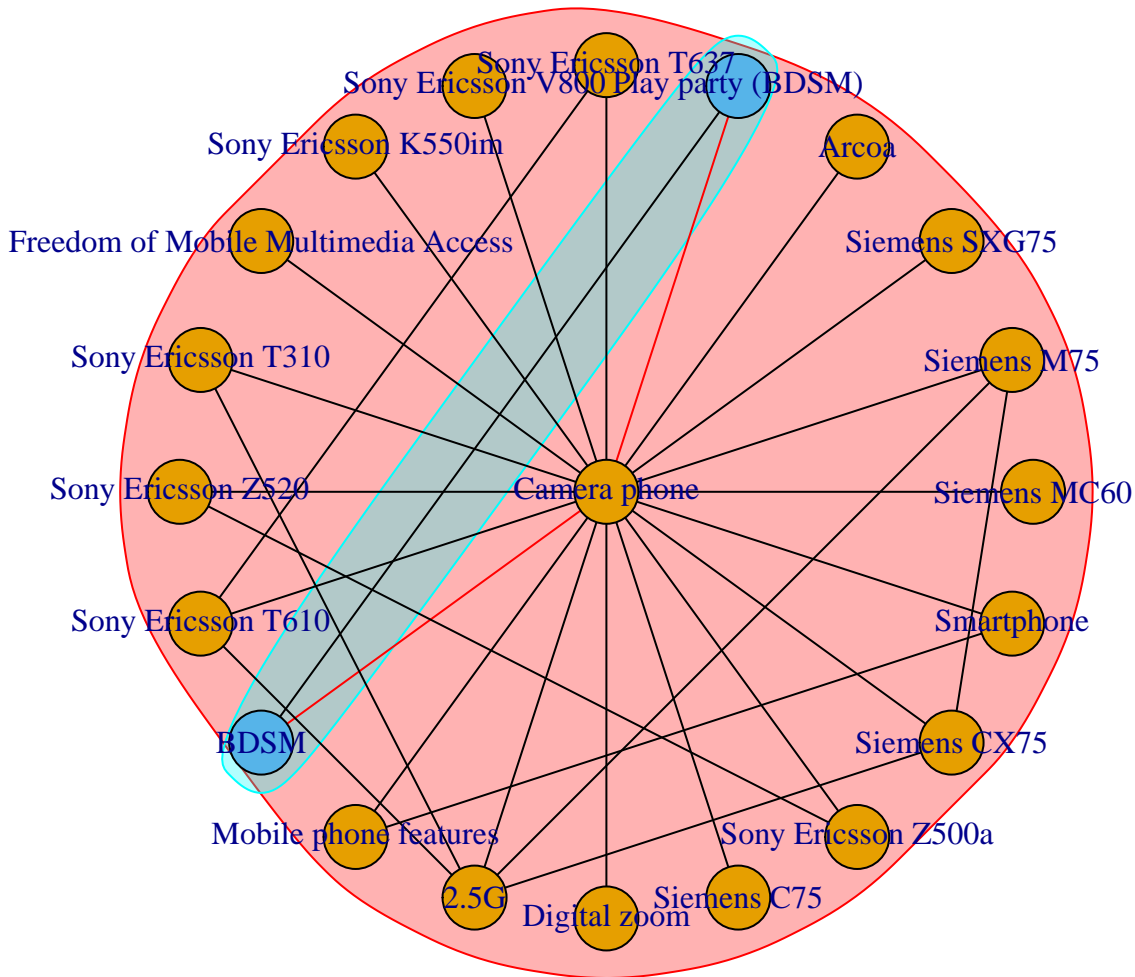 Sony Ericsson T637
Sony Ericsson V800
Play party (BDSM)
Sony Ericsson K550im
Arcoa
Freedom of Mobile Multimedia Access
Siemens SXG75
Sony Ericsson T310
Siemens M75
Sony Ericsson Z520
Camera phone
Siemens MC60
Sony Ericsson T610
Smartphone
BDSM
Siemens CX75
Mobile phone features
Sony Ericsson Z500a
2.5G
Digital zoom
Siemens C75